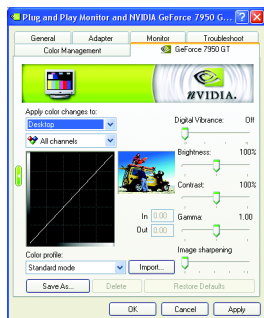 Plug and Play Monitor and NVIDIA GeForce 7950 G...
General Adapter Monitor Troubleshoot
Color Management GeForce 7950 GT
NVIDIA.
Apply color changes to:
Desktop
All channels
Digital Vibrance: Off
Brightness: 100%
Contrast: 100%
In 0.00 Gamma: 1.00
Out 0.00
Image sharpening
Color profile:
Standard mode Import...
Save As... Delete Restore Defaults
OK Cancel Apply